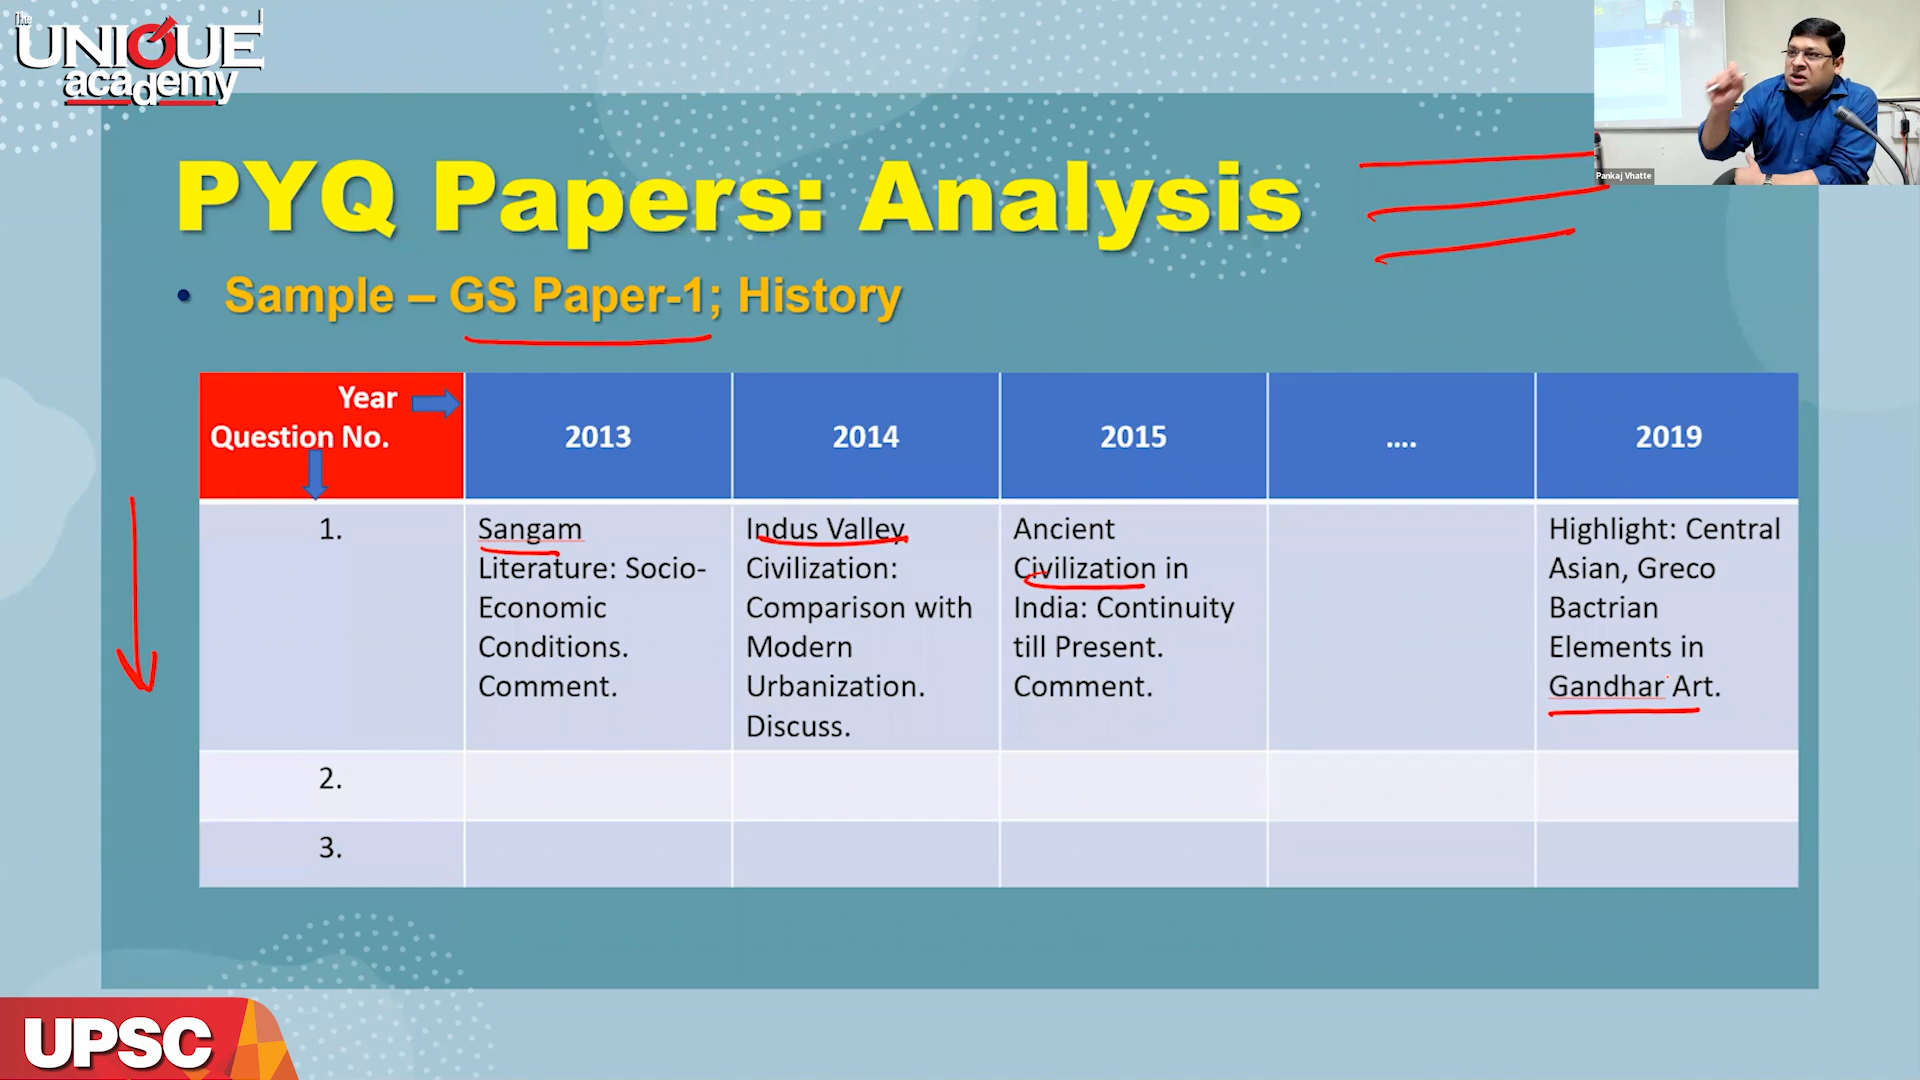 The
UNIQUE
academy
Pankaj Vhatte
PYQ Papers: Analysis
• Sample – GS Paper-1; History
Year
Question No.
2013
2014
2015
....
2019
1.
Sangam
Literature: Socio-
Economic
Conditions.
Comment.
Indus Valley
Civilization:
Comparison with
Modern
Urbanization.
Discuss.
Ancient
Civilization in
India: Continuity
till Present.
Comment.
Highlight: Central
Asian, Greco
Bactrian
Elements in
Gandhar Art.
2.
3.
UPSC